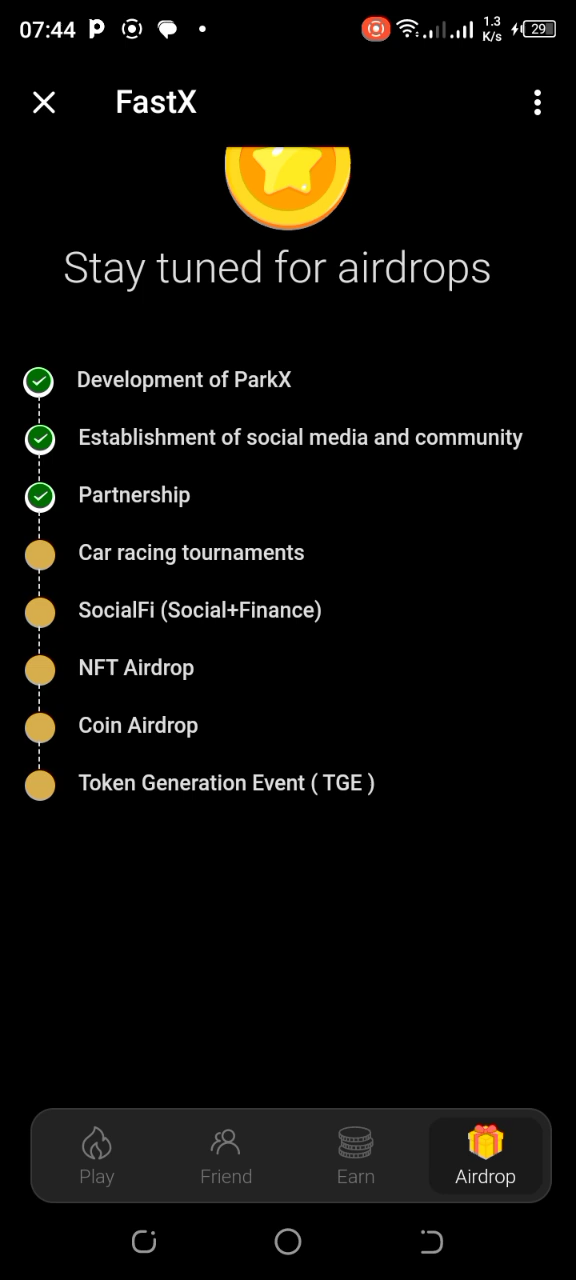 07:44
1.3
K/s
29
FastX
Stay tuned for airdrops
Development of ParkX
Establishment of social media and community
Partnership
Car racing tournaments
SocialFi (Social+Finance)
NFT Airdrop
Coin Airdrop
Token Generation Event ( TGE )
Play
Friend
Earn
Airdrop